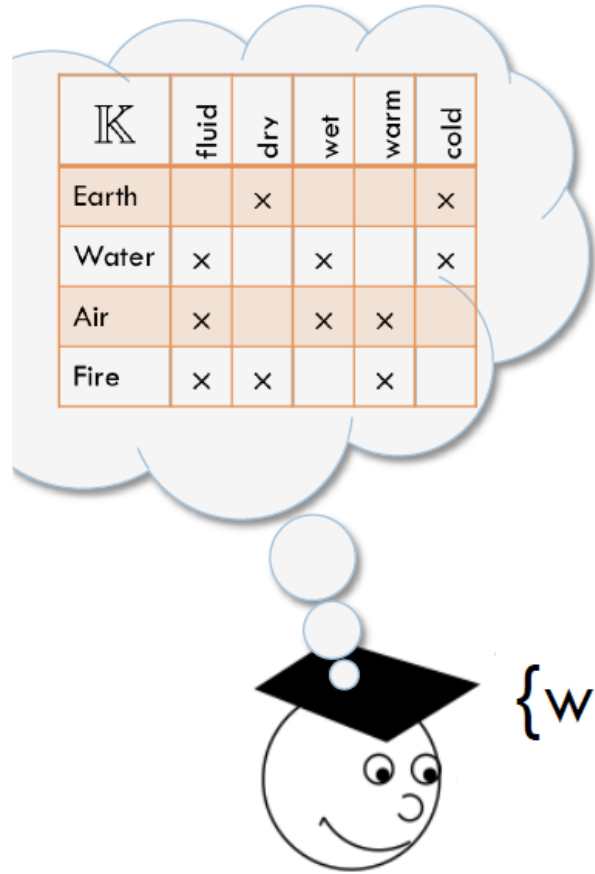 𝕂 fluid dry wet warm cold
Earth × ×
Water × × ×
Air × × ×
Fire × × ×
{w